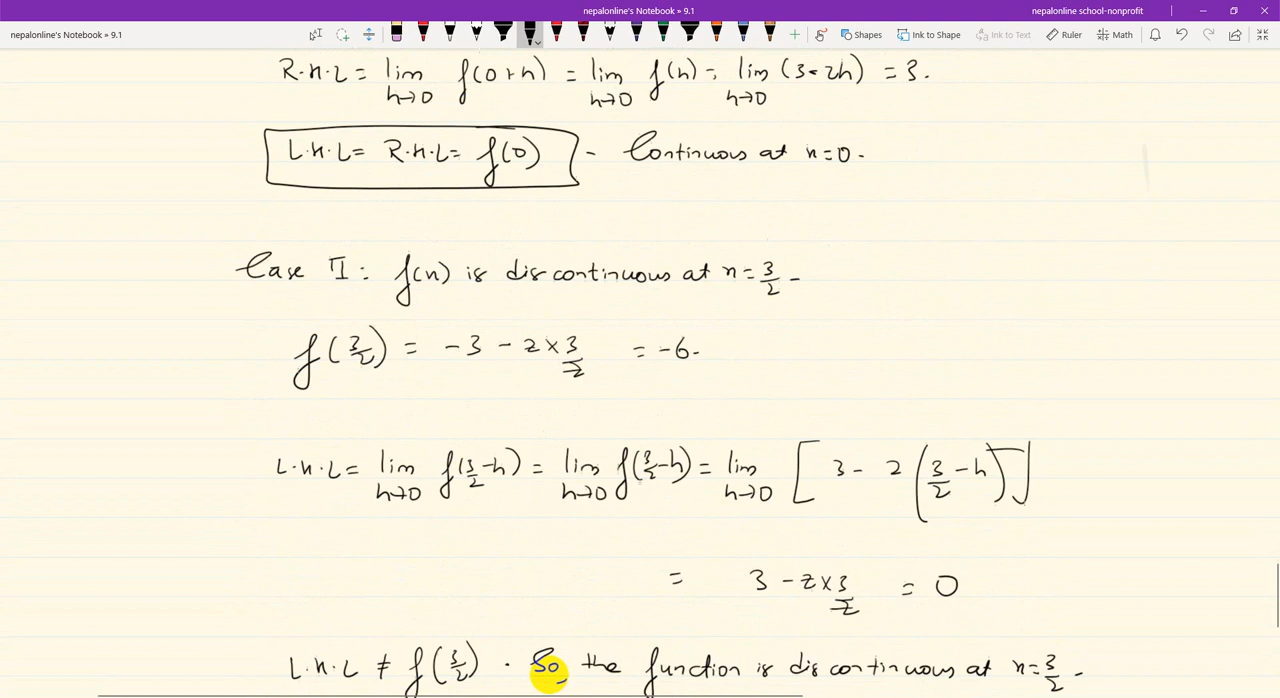 nepalonline's Notebook » 9.1
nepalonline school-nonprofit
nepalonline's Notebook » 9.1
Shapes Ink to Shape Ink to Text Ruler Math
R.H.L = lim h→0 f(0+h) = lim h→0 f(h) = lim h→0 (3-2h) = 3.
L.H.L = R.H.L = f(0) - Continuous at x=0.
Case II: f(x) is discontinuous at x = 3/2 -
f(3/2) = -3 - 2×3/2 = -6.
L.H.L = lim h→0 f(3/2-h) = lim h→0 f(3/2-h) = lim h→0 [3 - 2(3/2-h)]
= 3 - 2×3/2 = 0
L.H.L ≠ f(3/2). So, the function is discontinuous at x = 3/2 -